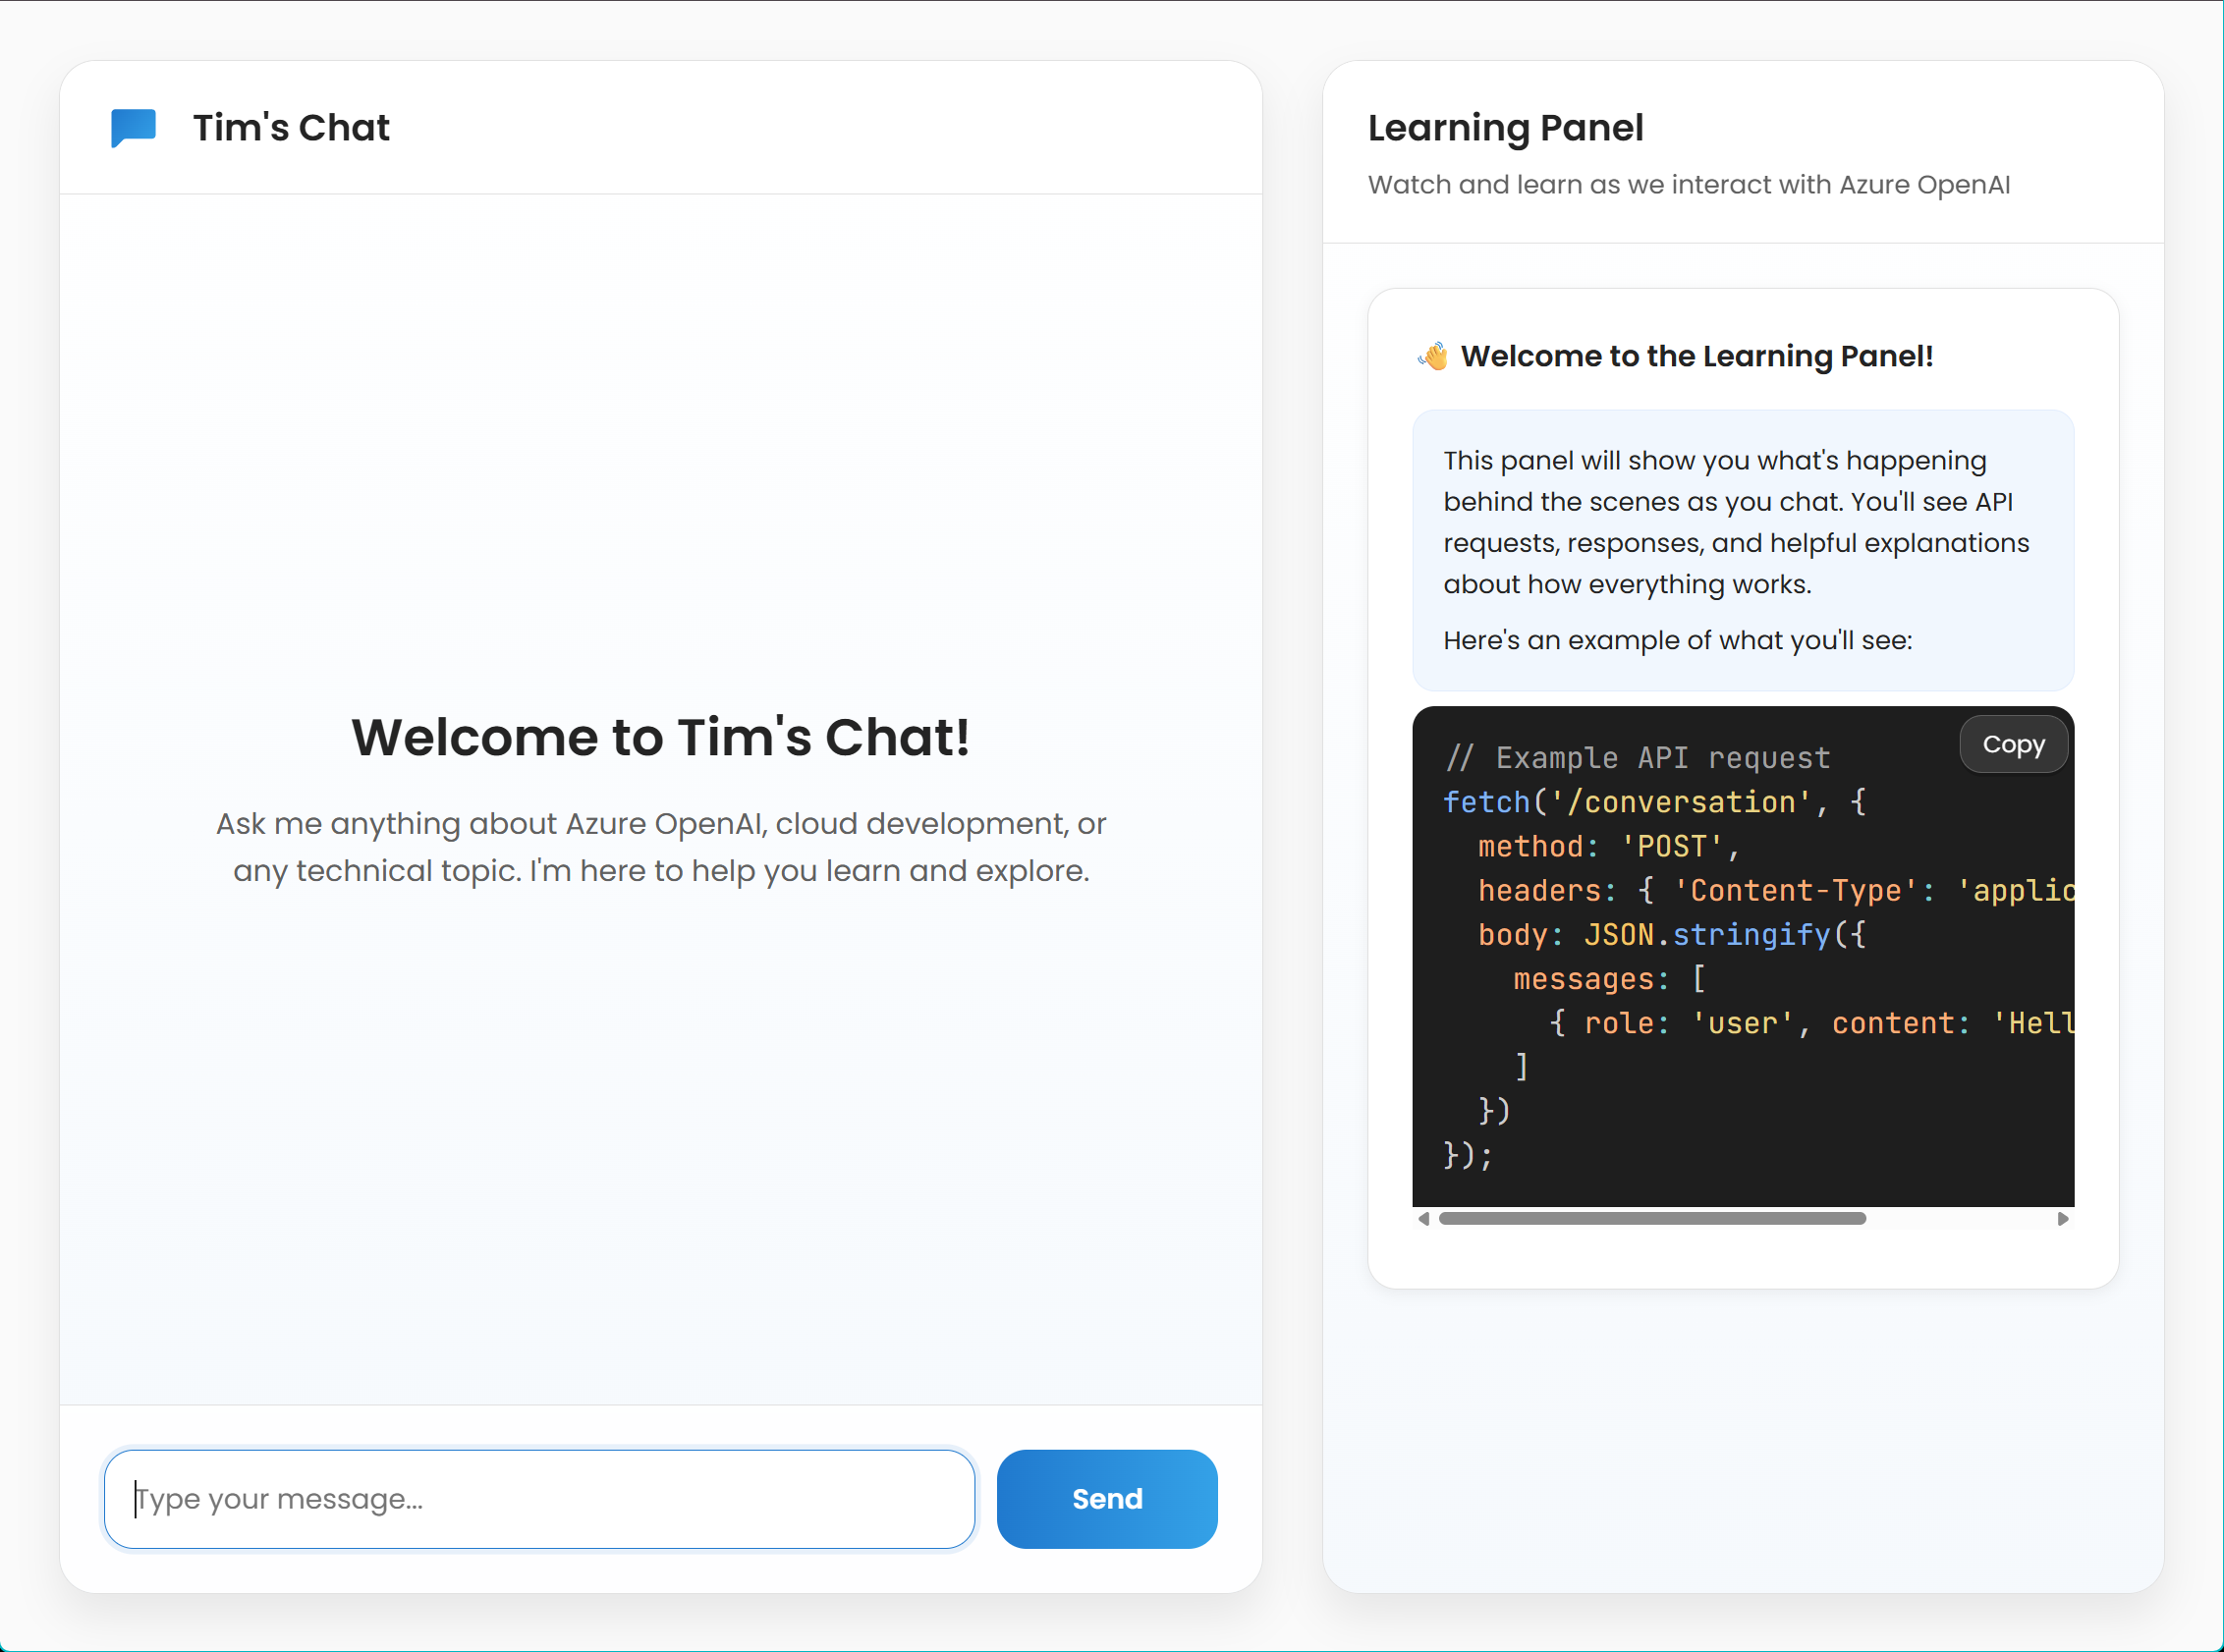 Tim's Chat
Welcome to Tim's Chat!
Ask me anything about Azure OpenAI, cloud development, or
any technical topic. I'm here to help you learn and explore.
Type your message...
Send
Learning Panel
Watch and learn as we interact with Azure OpenAI
👋 Welcome to the Learning Panel!
This panel will show you what's happening
behind the scenes as you chat. You'll see API
requests, responses, and helpful explanations
about how everything works.
Here's an example of what you'll see:
Copy
// Example API request
fetch('/conversation', {
  method: 'POST',
  headers: { 'Content-Type': 'applic
  body: JSON.stringify({
    messages: [
      { role: 'user', content: 'Hell
    ]
  })
});